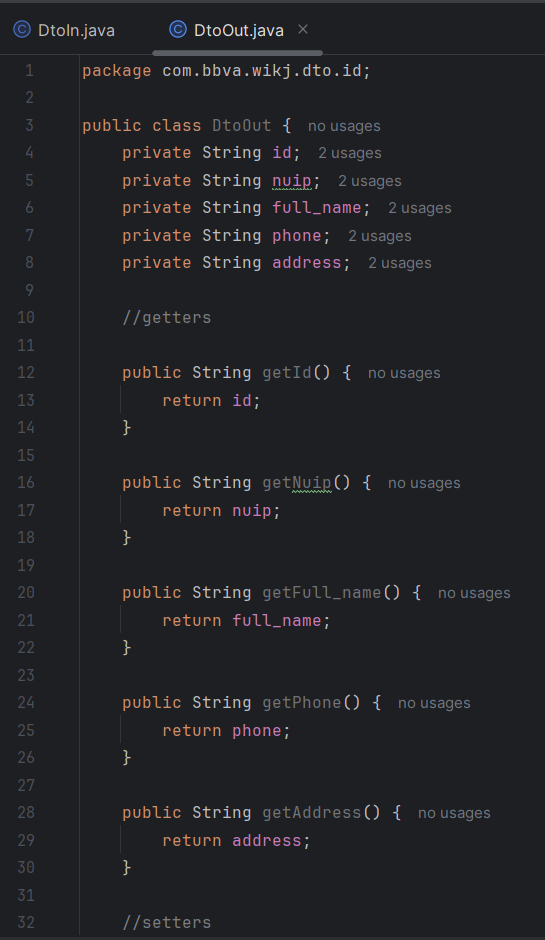 DtoIn.java DtoOut.java
1 package com.bbva.wikj.dto.id;
2
3 public class DtoOut { no usages
4 private String id; 2 usages
5 private String nuip; 2 usages
6 private String full_name; 2 usages
7 private String phone; 2 usages
8 private String address; 2 usages
9
10 //getters
11
12 public String getId() { no usages
13 return id;
14 }
15
16 public String getNuip() { no usages
17 return nuip;
18 }
19
20 public String getFull_name() { no usages
21 return full_name;
22 }
23
24 public String getPhone() { no usages
25 return phone;
26 }
27
28 public String getAddress() { no usages
29 return address;
30 }
31
32 //setters